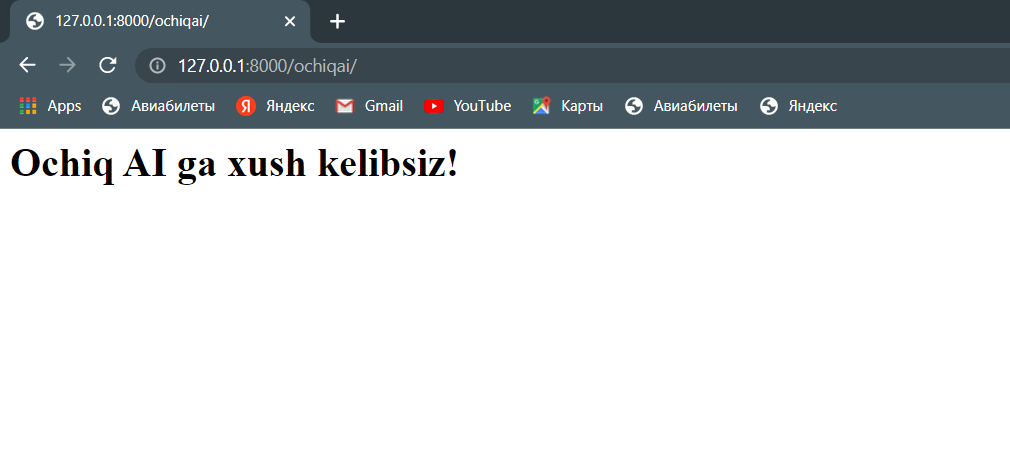 127.0.0.1:8000/ochiqai/
127.0.0.1:8000/ochiqai/
Apps Авиабилеты Яндекс Gmail YouTube Карты Авиабилеты Яндекс
Ochiq AI ga xush kelibsiz!